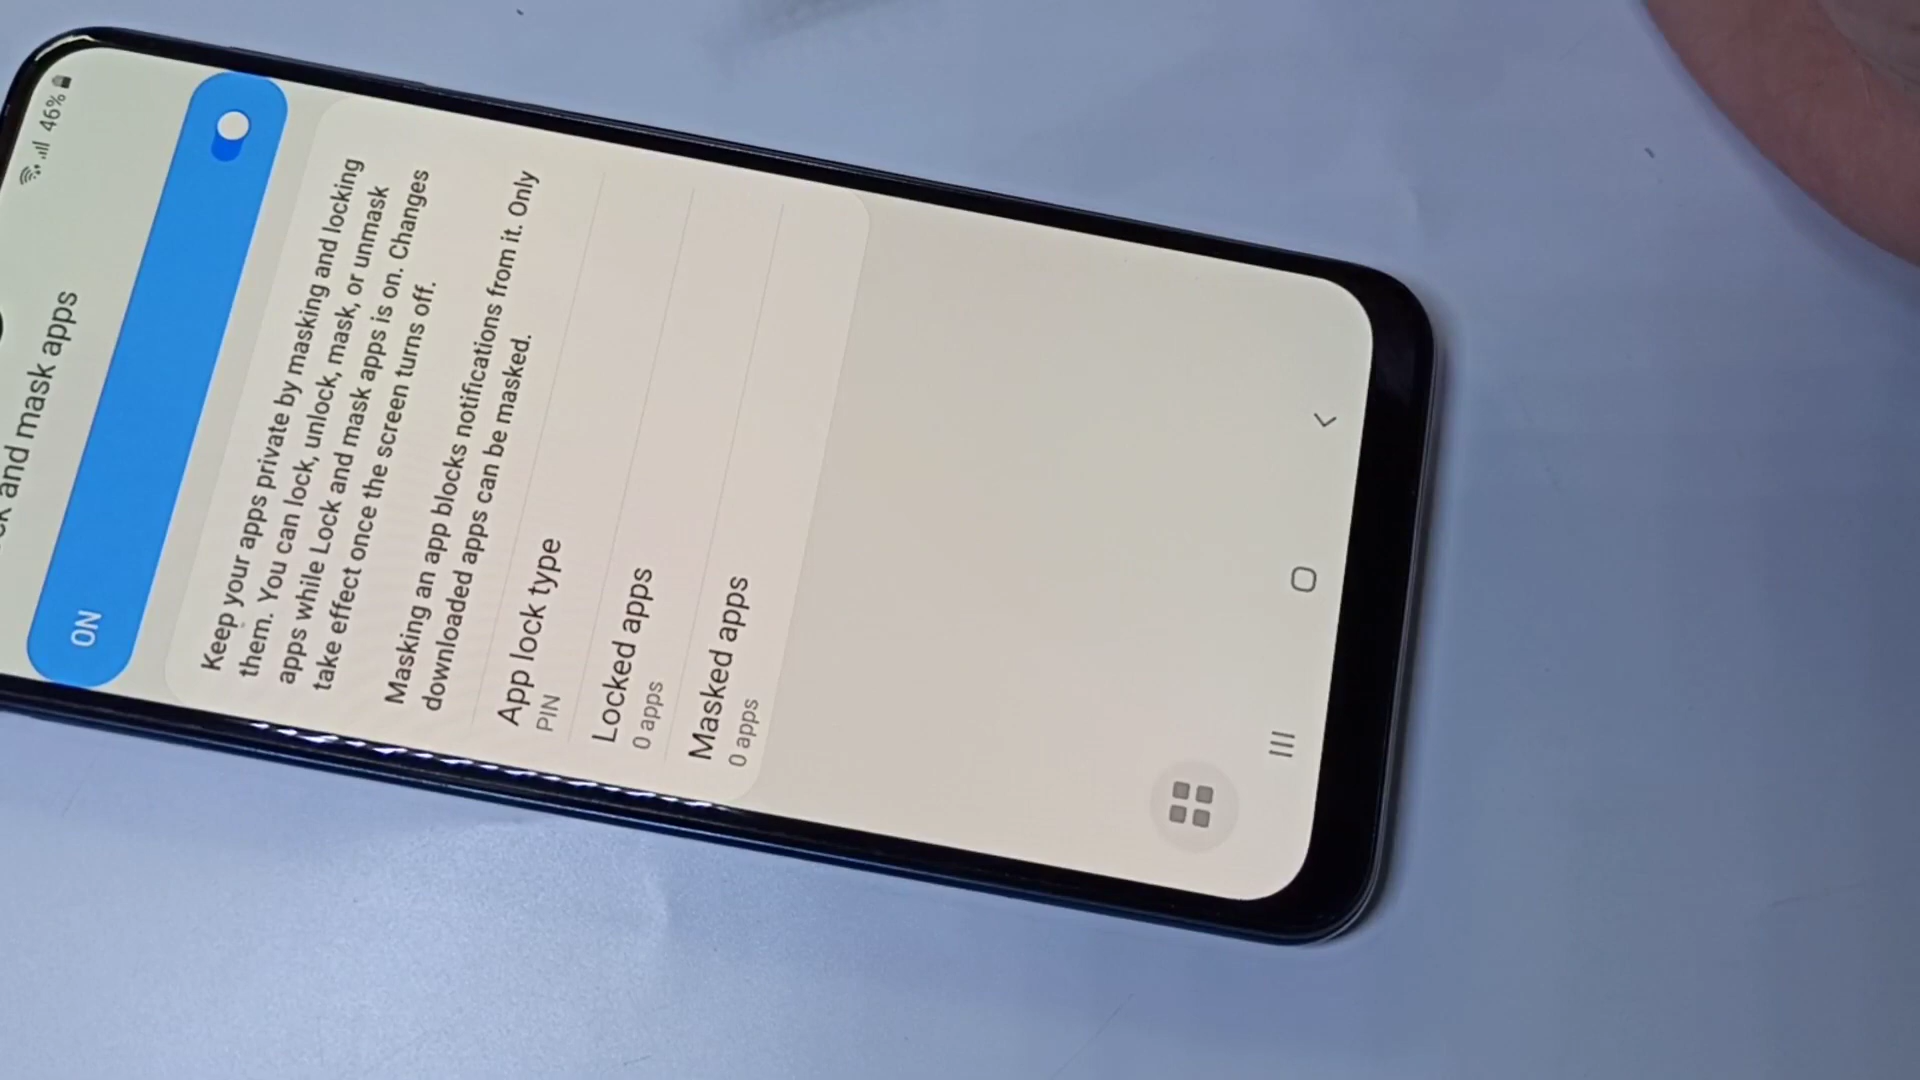 46%
and mask apps
ON
Keep your apps private by masking and locking
them. You can lock, unlock, mask, or unmask
apps while Lock and mask apps is on. Changes
take effect once the screen turns off.
Masking an app blocks notifications from it. Only
downloaded apps can be masked.
App lock type
PIN
Locked apps
0 apps
Masked apps
0 apps